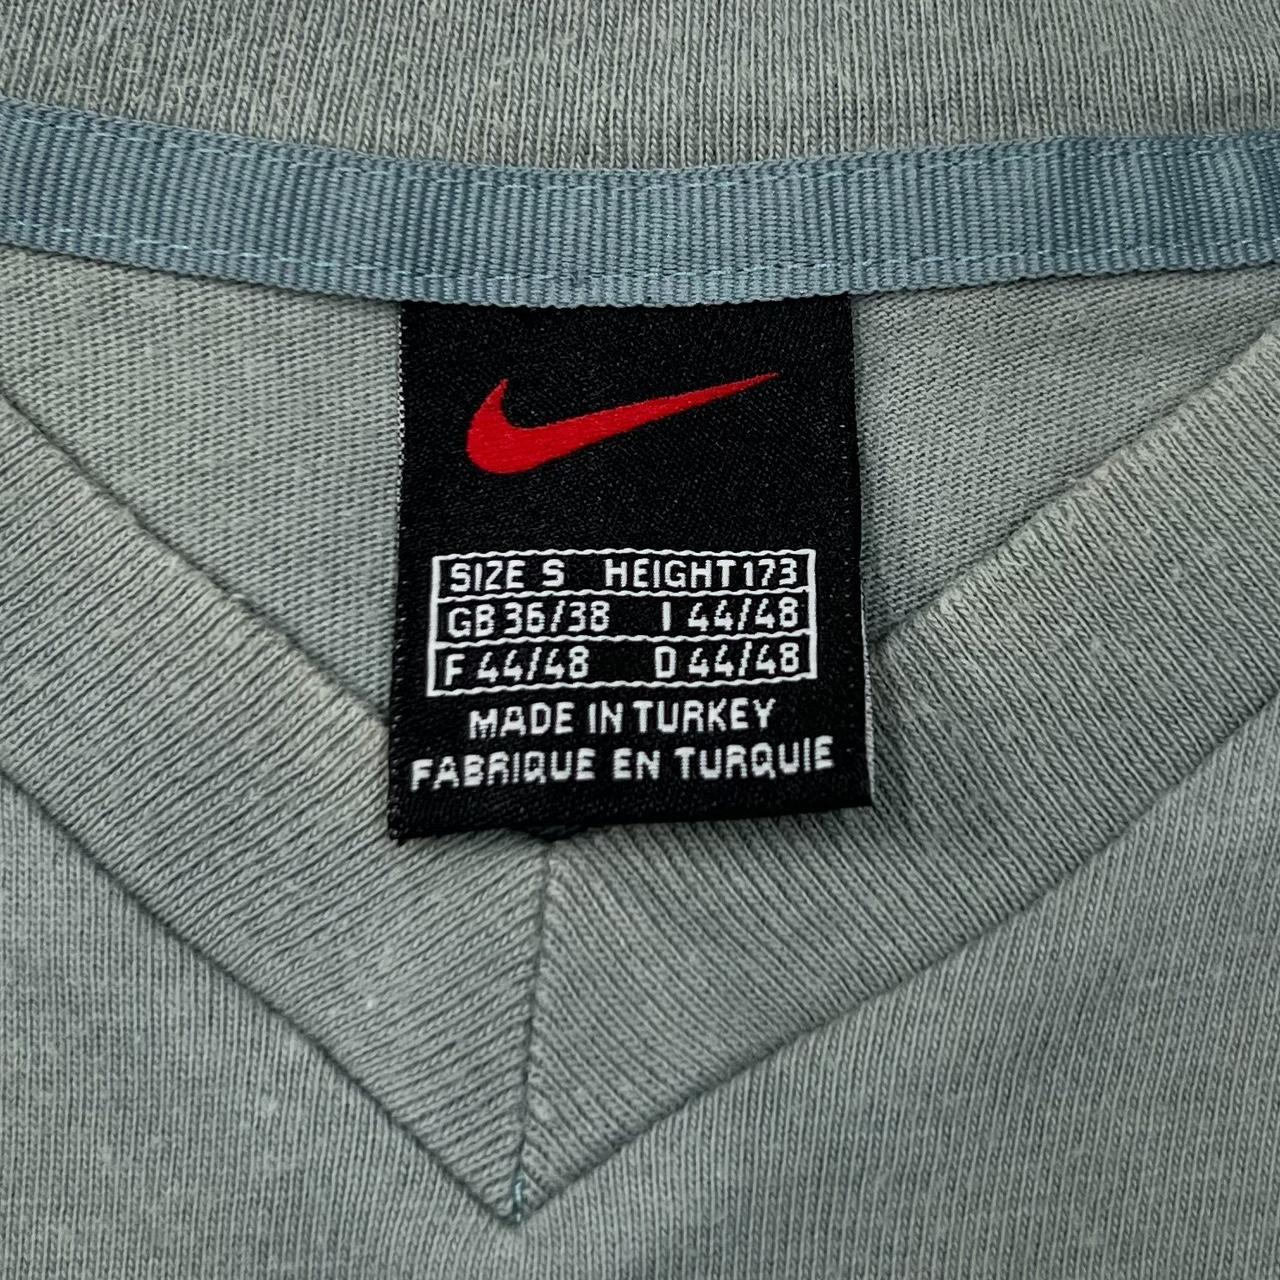 SIZE S HEIGHT 173
GB 36/38 I 44/48
F 44/48 D 44/48
MADE IN TURKEY
FABRIQUE EN TURQUIE